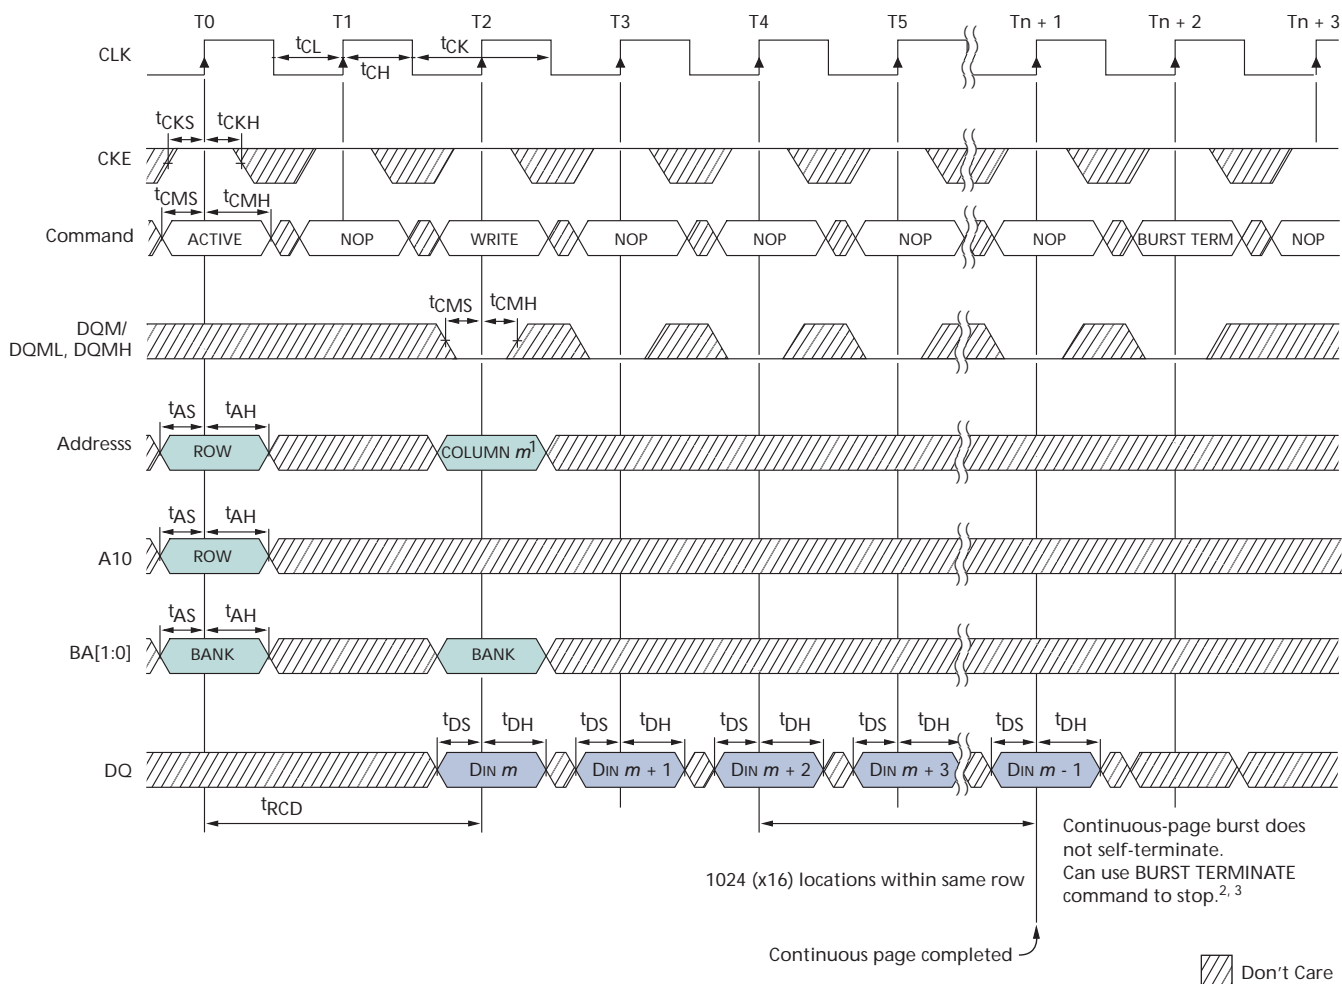 T0 T1 T2 T3 T4 T5 Tn + 1 Tn + 2 Tn + 3
CLK
tCL tCK
tCH
tCKS tCKH
CKE
tCMS tCMH
Command ACTIVE NOP WRITE NOP NOP NOP NOP BURST TERM NOP
tCMS tCMH
DQM/
DQML, DQMH
tAS tAH
Addresss ROW COLUMN m1
tAS tAH
A10 ROW
tAS tAH
BA[1:0] BANK BANK
tDS tDH tDS tDH tDS tDH tDS tDH tDS tDH
DQ DIN m DIN m + 1 DIN m + 2 DIN m + 3 DIN m - 1
tRCD
1024 (x16) locations within same row
Continuous-page burst does
not self-terminate.
Can use BURST TERMINATE
command to stop.2, 3
Continuous page completed
Don't Care